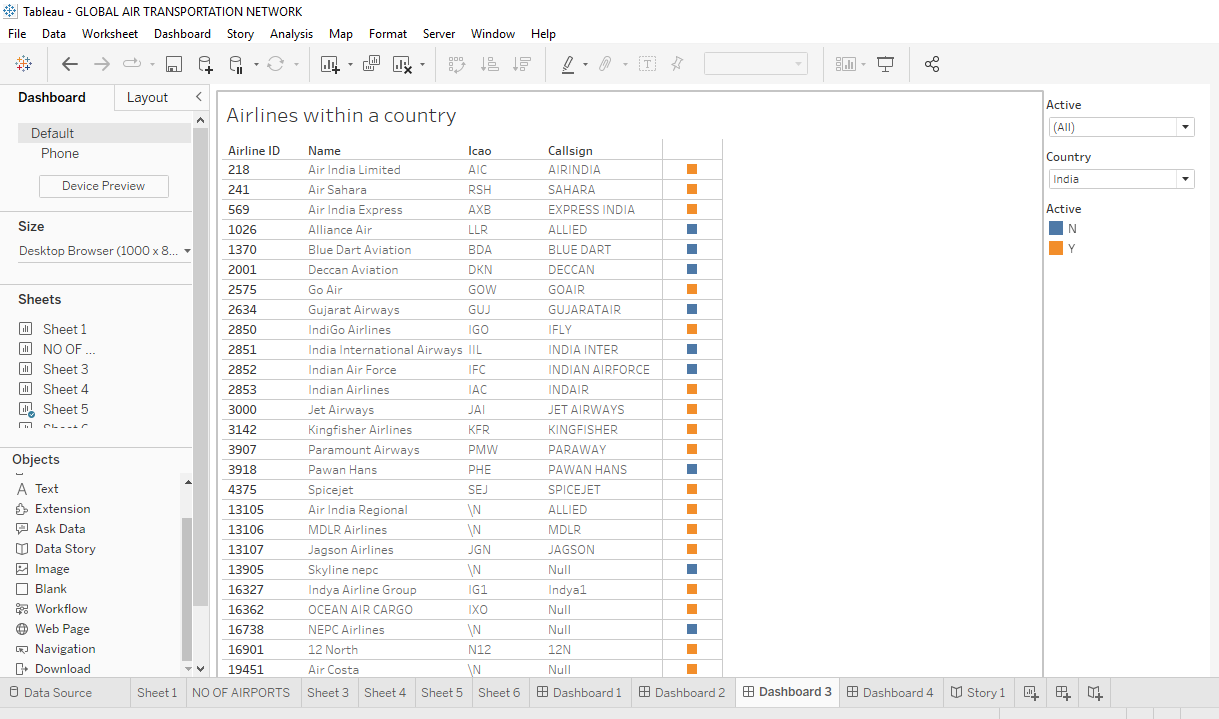 Tableau - GLOBAL AIR TRANSPORTATION NETWORK
File Data Worksheet Dashboard Story Analysis Map Format Server Window Help
Dashboard Layout
Default
Phone
Device Preview
Size
Desktop Browser (1000 x 8...
Sheets
Sheet 1
NO OF ...
Sheet 3
Sheet 4
Sheet 5
Sheet 6
Objects
Text
Extension
Ask Data
Data Story
Image
Blank
Workflow
Web Page
Navigation
Download
Airlines within a country
Airline ID Name Icao Callsign
218 Air India Limited AIC AIRINDIA
241 Air Sahara RSH SAHARA
569 Air India Express AXB EXPRESS INDIA
1026 Alliance Air LLR ALLIED
1370 Blue Dart Aviation BDA BLUE DART
2001 Deccan Aviation DKN DECCAN
2575 Go Air GOW GOAIR
2634 Gujarat Airways GUJ GUJARATAIR
2850 IndiGo Airlines IGO IFLY
2851 India International Airways IIL INDIA INTER
2852 Indian Air Force IFC INDIAN AIRFORCE
2853 Indian Airlines IAC INDAIR
3000 Jet Airways JAI JET AIRWAYS
3142 Kingfisher Airlines KFR KINGFISHER
3907 Paramount Airways PMW PARAWAY
3918 Pawan Hans PHE PAWAN HANS
4375 Spicejet SEJ SPICEJET
13105 Air India Regional \N ALLIED
13106 MDLR Airlines \N MDLR
13107 Jagson Airlines JGN JAGSON
13905 Skyline nepc \N Null
16327 Indya Airline Group IG1 Indya1
16362 OCEAN AIR CARGO IXO Null
16738 NEPC Airlines \N Null
16901 12 North N12 12N
19451 Air Costa \N Null
Active
(All)
Country
India
Active
N
Y
Data Source Sheet 1 NO OF AIRPORTS Sheet 3 Sheet 4 Sheet 5 Sheet 6 Dashboard 1 Dashboard 2 Dashboard 3 Dashboard 4 Story 1